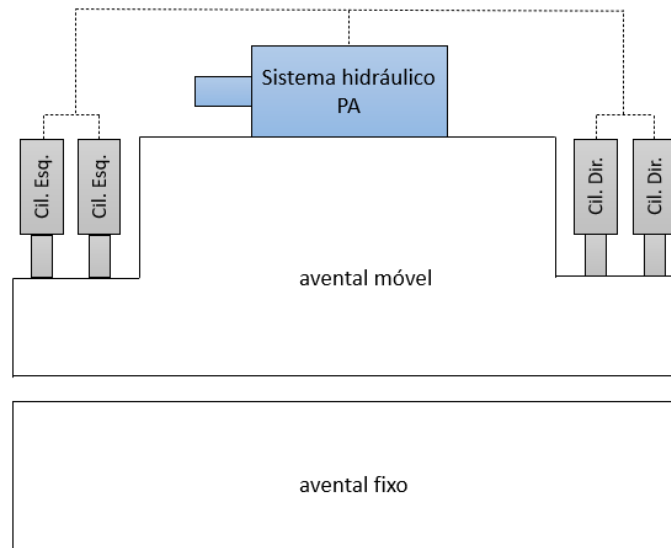 Sistema hidráulico
PA
Cil. Esq.
Cil. Esq.
Cil. Dir.
Cil. Dir.
avental móvel
avental fixo